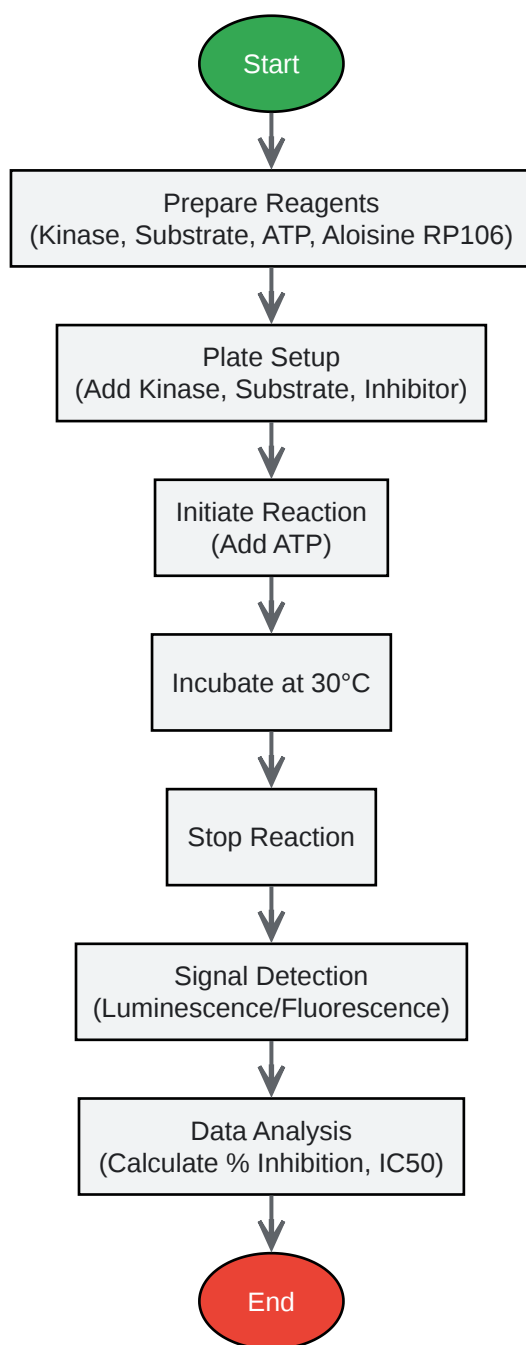 Start
Prepare Reagents
(Kinase, Substrate, ATP, Aloisine RP106)
Plate Setup
(Add Kinase, Substrate, Inhibitor)
Initiate Reaction
(Add ATP)
Incubate at 30°C
Stop Reaction
Signal Detection
(Luminescence/Fluorescence)
Data Analysis
(Calculate % Inhibition, IC50)
End